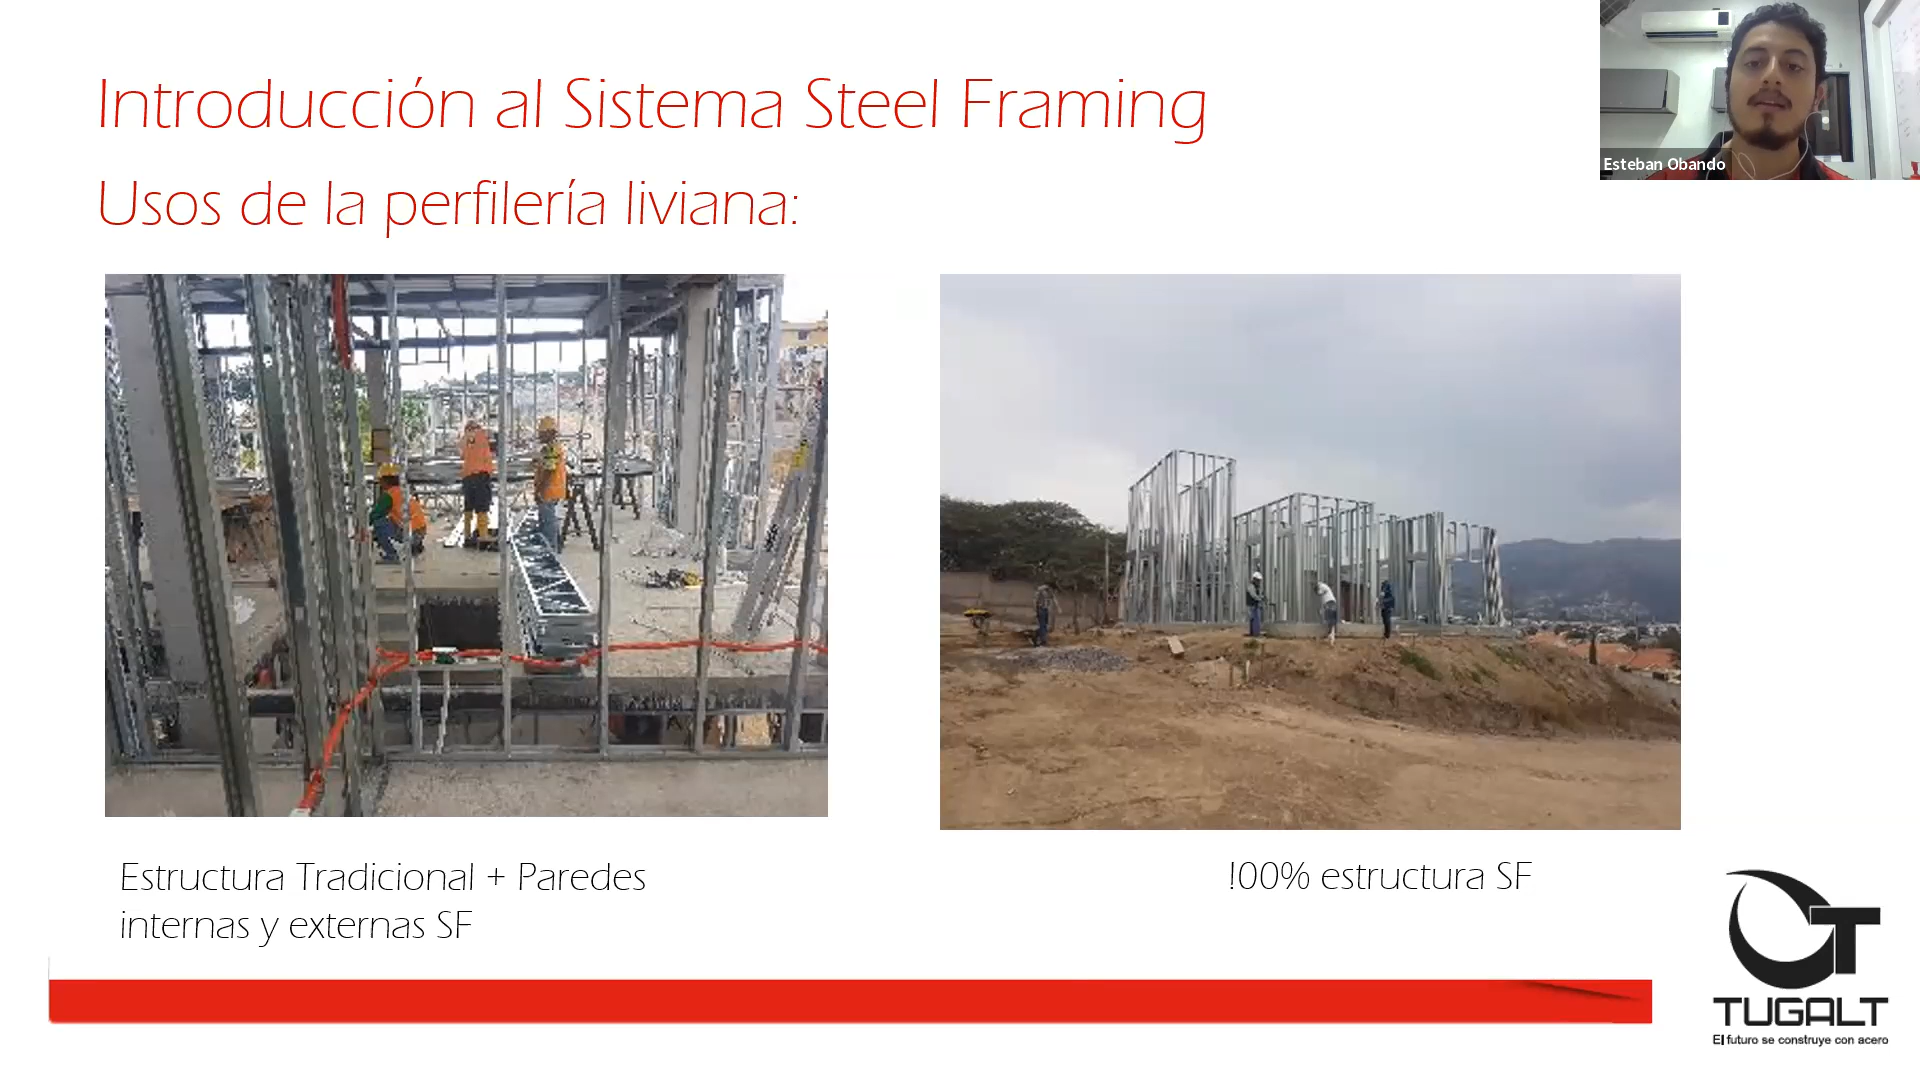 Introducción al Sistema Steel Framing
Usos de la perfilería liviana:
Esteban Obando
Estructura Tradicional + Paredes
internas y externas SF
!00% estructura SF
TUGALT
El futuro se construye con acero